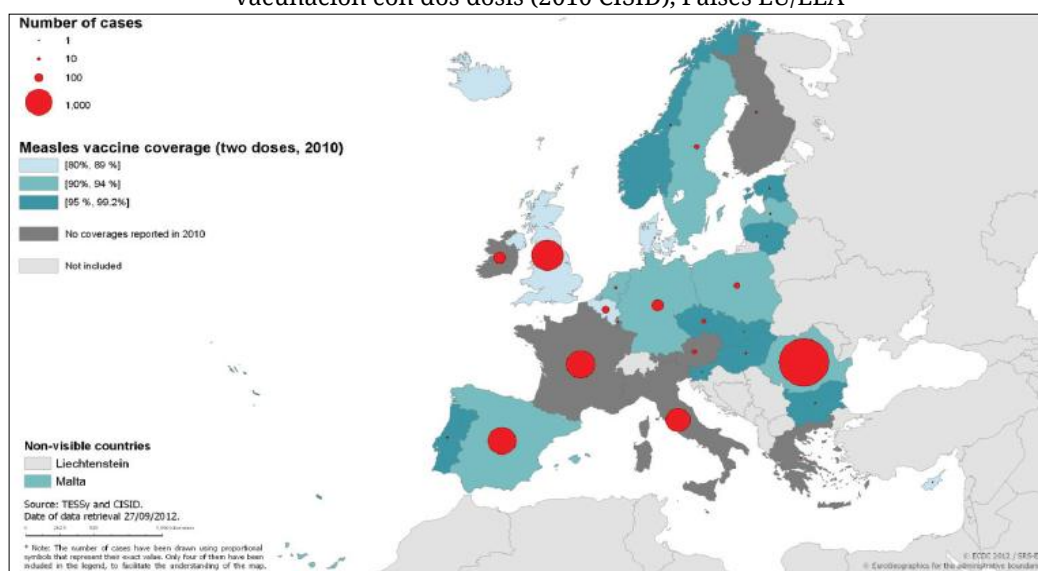 vacunación con dos dosis (2010 CISID), Países EU/EEA
Number of cases
1
10
100
1,000
Measles vaccine coverage (two doses, 2010)
[80%, 89 %]
[90%, 94 %]
[95 %, 99.2%]
No coverages reported in 2010
Not included
Non-visible countries
Liechtenstein
Malta
Source: TESSy and CISID.
Date of data retrieval 27/09/2012.
* Note: The number of cases have been drawn using proportional
symbols that represent their exact value. Only four of them have been
included in the legend, to facilitate the understanding of the map.
© ECDC 2012 / SRS-E
© EuroGeographics for the administrative boundar